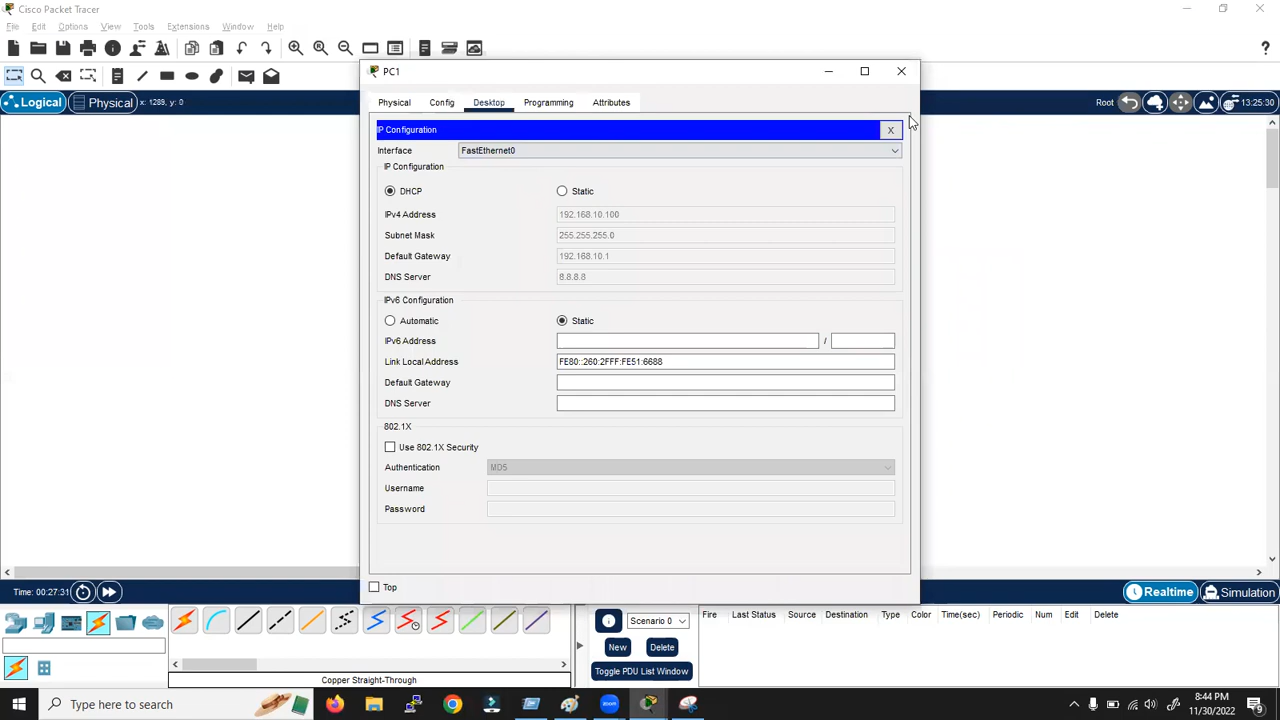 Cisco Packet Tracer
File Edit Options View Tools Extensions Window Help
?
Logical Physical x: 1289, y: 0 Root 13:25:30
PC1
Physical Config Desktop Programming Attributes
IP Configuration X
Interface FastEthernet0
IP Configuration
DHCP Static
IPv4 Address 192.168.10.100
Subnet Mask 255.255.255.0
Default Gateway 192.168.10.1
DNS Server 8.8.8.8
IPv6 Configuration
Automatic Static
IPv6 Address /
Link Local Address FE80::260:2FFF:FE51:6688
Default Gateway
DNS Server
802.1X
Use 802.1X Security
Authentication MD5
Username
Password
Top
Time: 00:27:31 Realtime Simulation
Scenario 0 Fire Last Status Source Destination Type Color Time(sec) Periodic Num Edit Delete
New Delete
Toggle PDU List Window
Copper Straight-Through
Type here to search
8:44 PM
11/30/2022